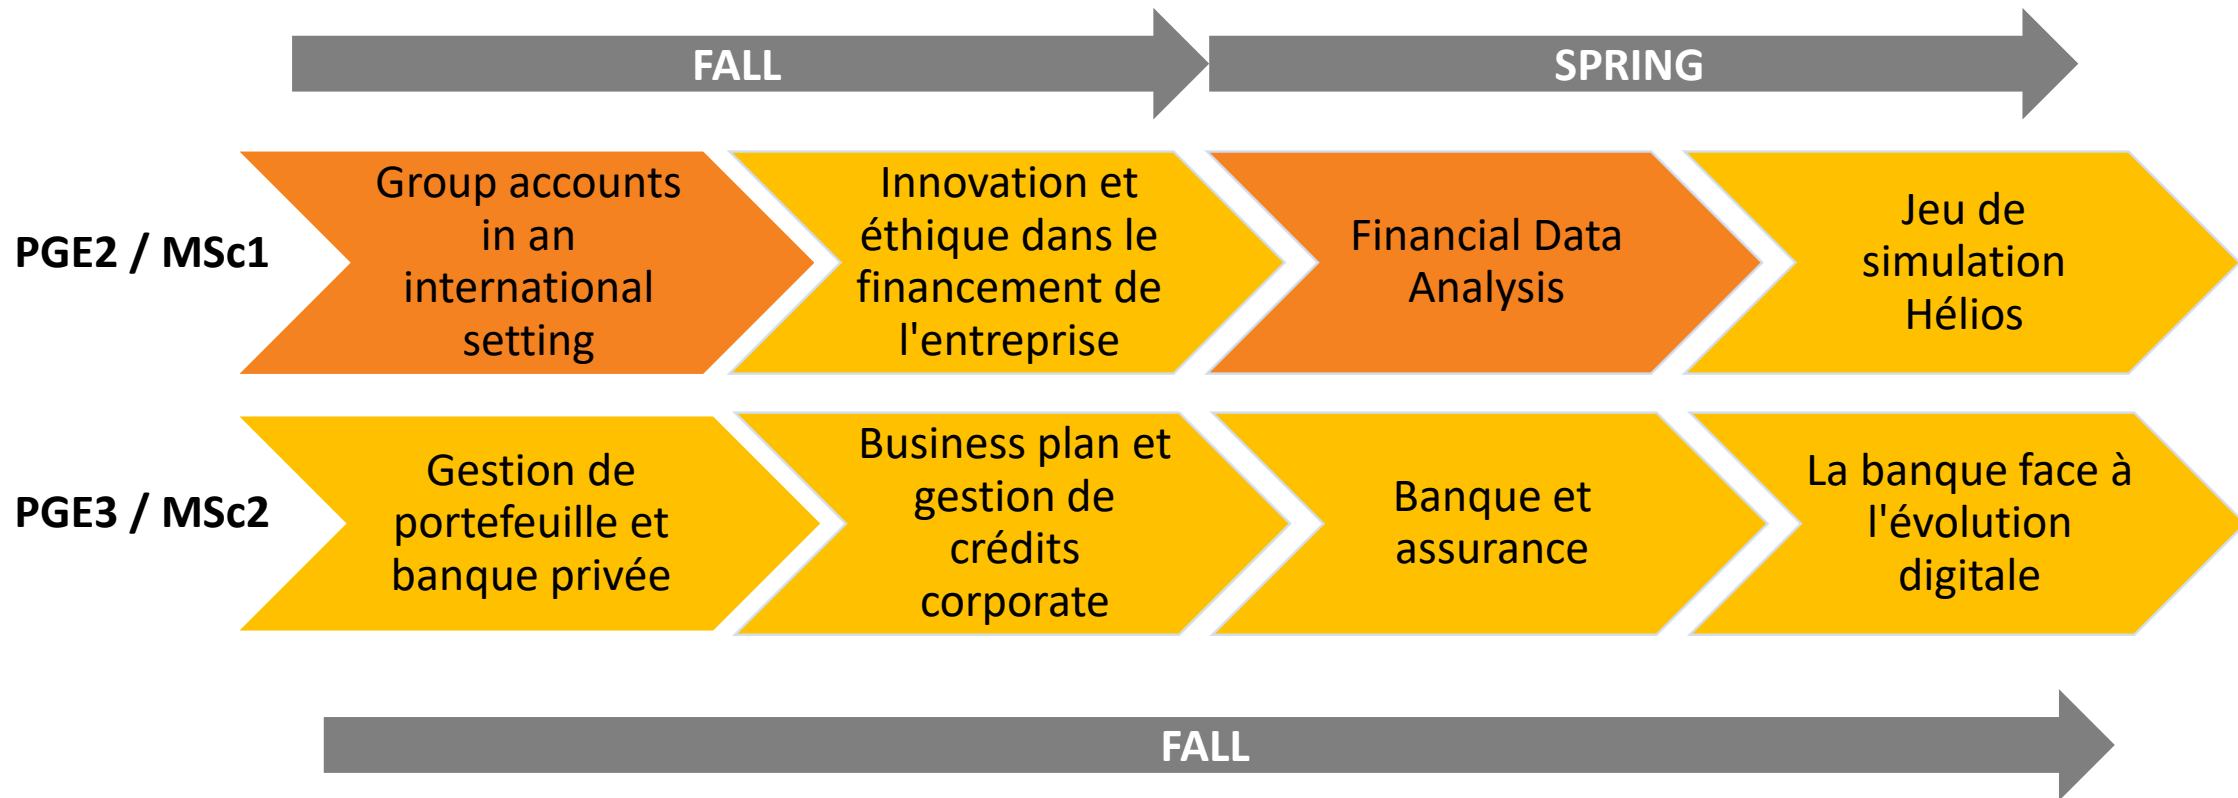 FALL
SPRING
PGE2 / MSc1
Group accounts
in an
international
setting
Innovation et
éthique dans le
financement de
l'entreprise
Financial Data
Analysis
Jeu de
simulation
Hélios
PGE3 / MSc2
Gestion de
portefeuille et
banque privée
Business plan et
gestion de
crédits
corporate
Banque et
assurance
La banque face à
l'évolution
digitale
FALL